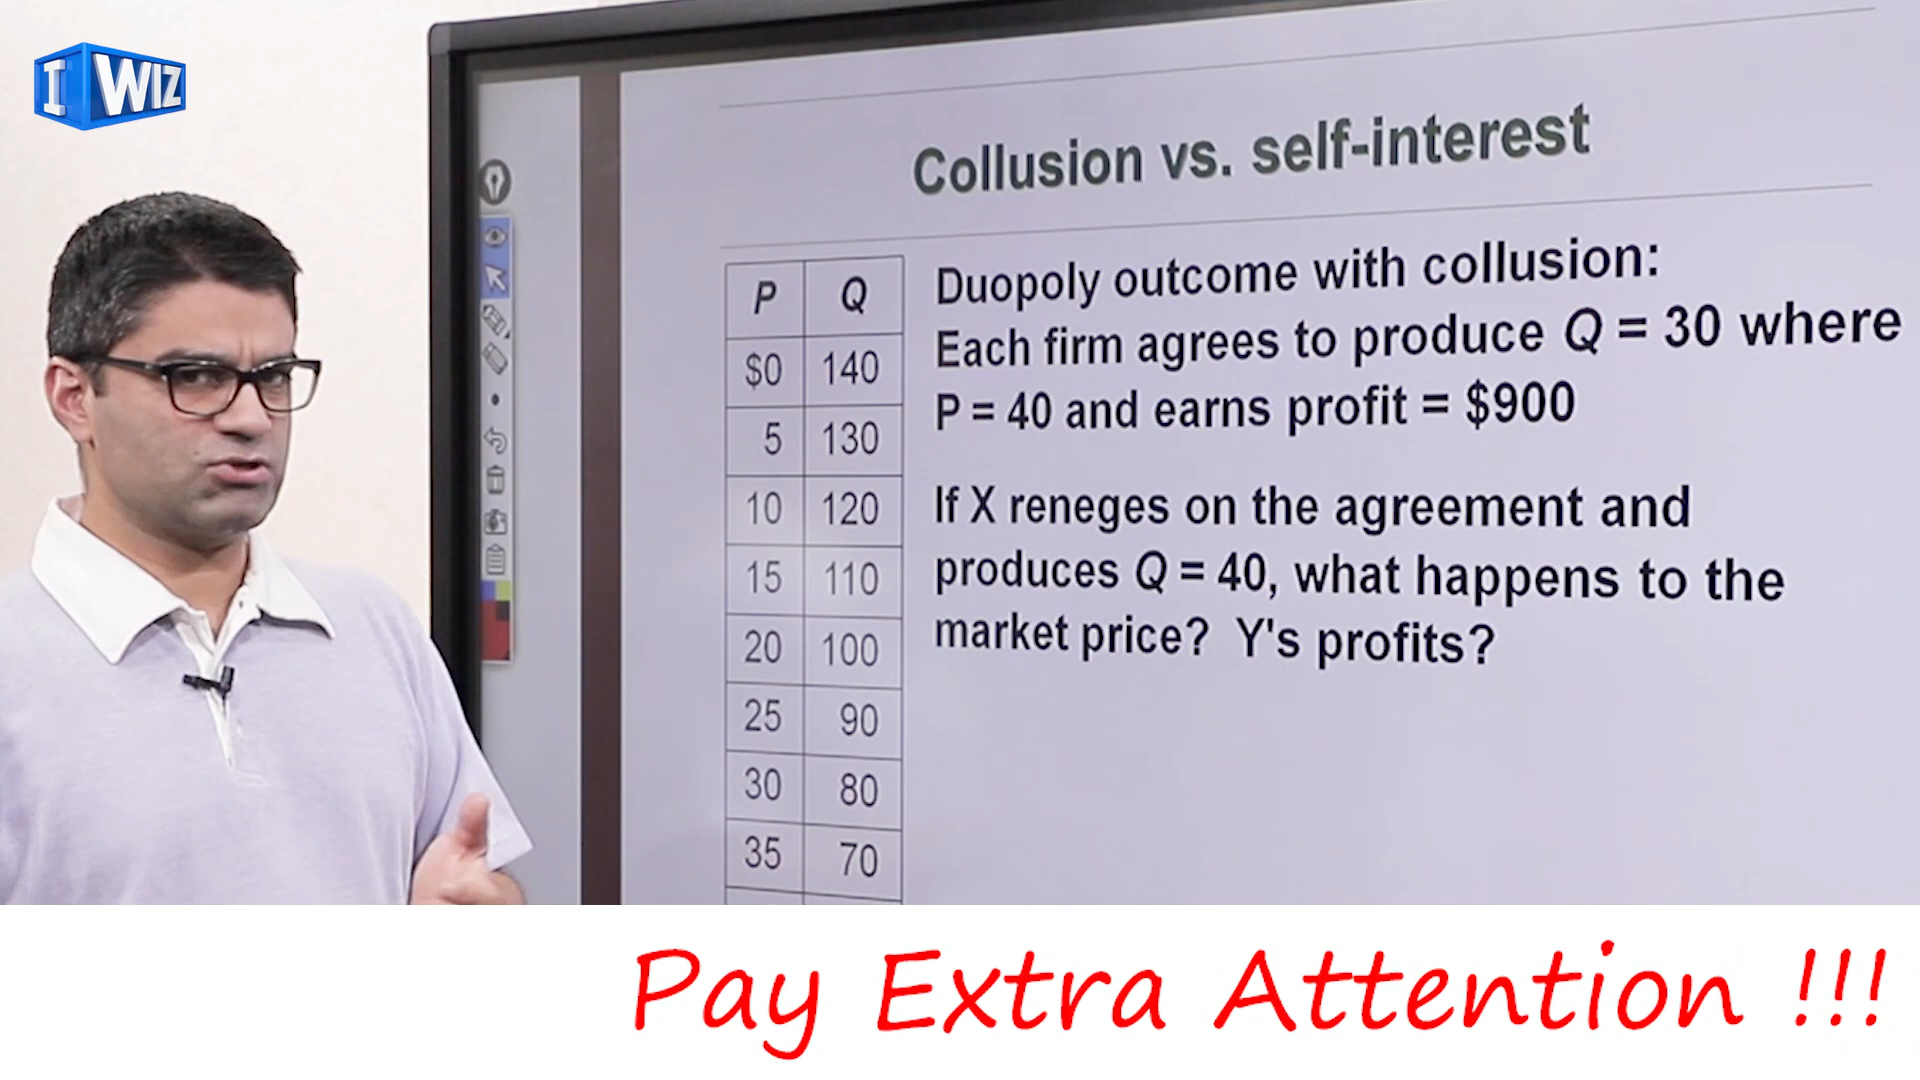 I WIZ
Collusion vs. self-interest
P Q
$0 140
5 130
10 120
15 110
20 100
25 90
30 80
35 70
Duopoly outcome with collusion:
Each firm agrees to produce Q = 30 where
P = 40 and earns profit = $900
If X reneges on the agreement and
produces Q = 40, what happens to the
market price? Y's profits?
Pay Extra Attention !!!